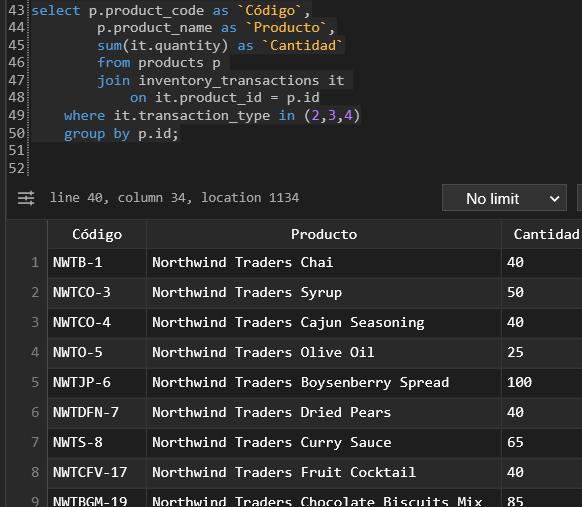 43 select p.product_code as `Código`,
44 p.product_name as `Producto`,
45 sum(it.quantity) as `Cantidad`
46 from products p
47 join inventory_transactions it
48 on it.product_id = p.id
49 where it.transaction_type in (2,3,4)
50 group by p.id;
51
52
line 40, column 34, location 1134 No limit
Código Producto Cantidad
1 NWTB-1 Northwind Traders Chai 40
2 NWTCO-3 Northwind Traders Syrup 50
3 NWTCO-4 Northwind Traders Cajun Seasoning 40
4 NWTO-5 Northwind Traders Olive Oil 25
5 NWTJP-6 Northwind Traders Boysenberry Spread 100
6 NWTDFN-7 Northwind Traders Dried Pears 40
7 NWTS-8 Northwind Traders Curry Sauce 65
8 NWTCFV-17 Northwind Traders Fruit Cocktail 40
9 NWTBGM-19 Northwind Traders Chocolate Biscuits Mix 85